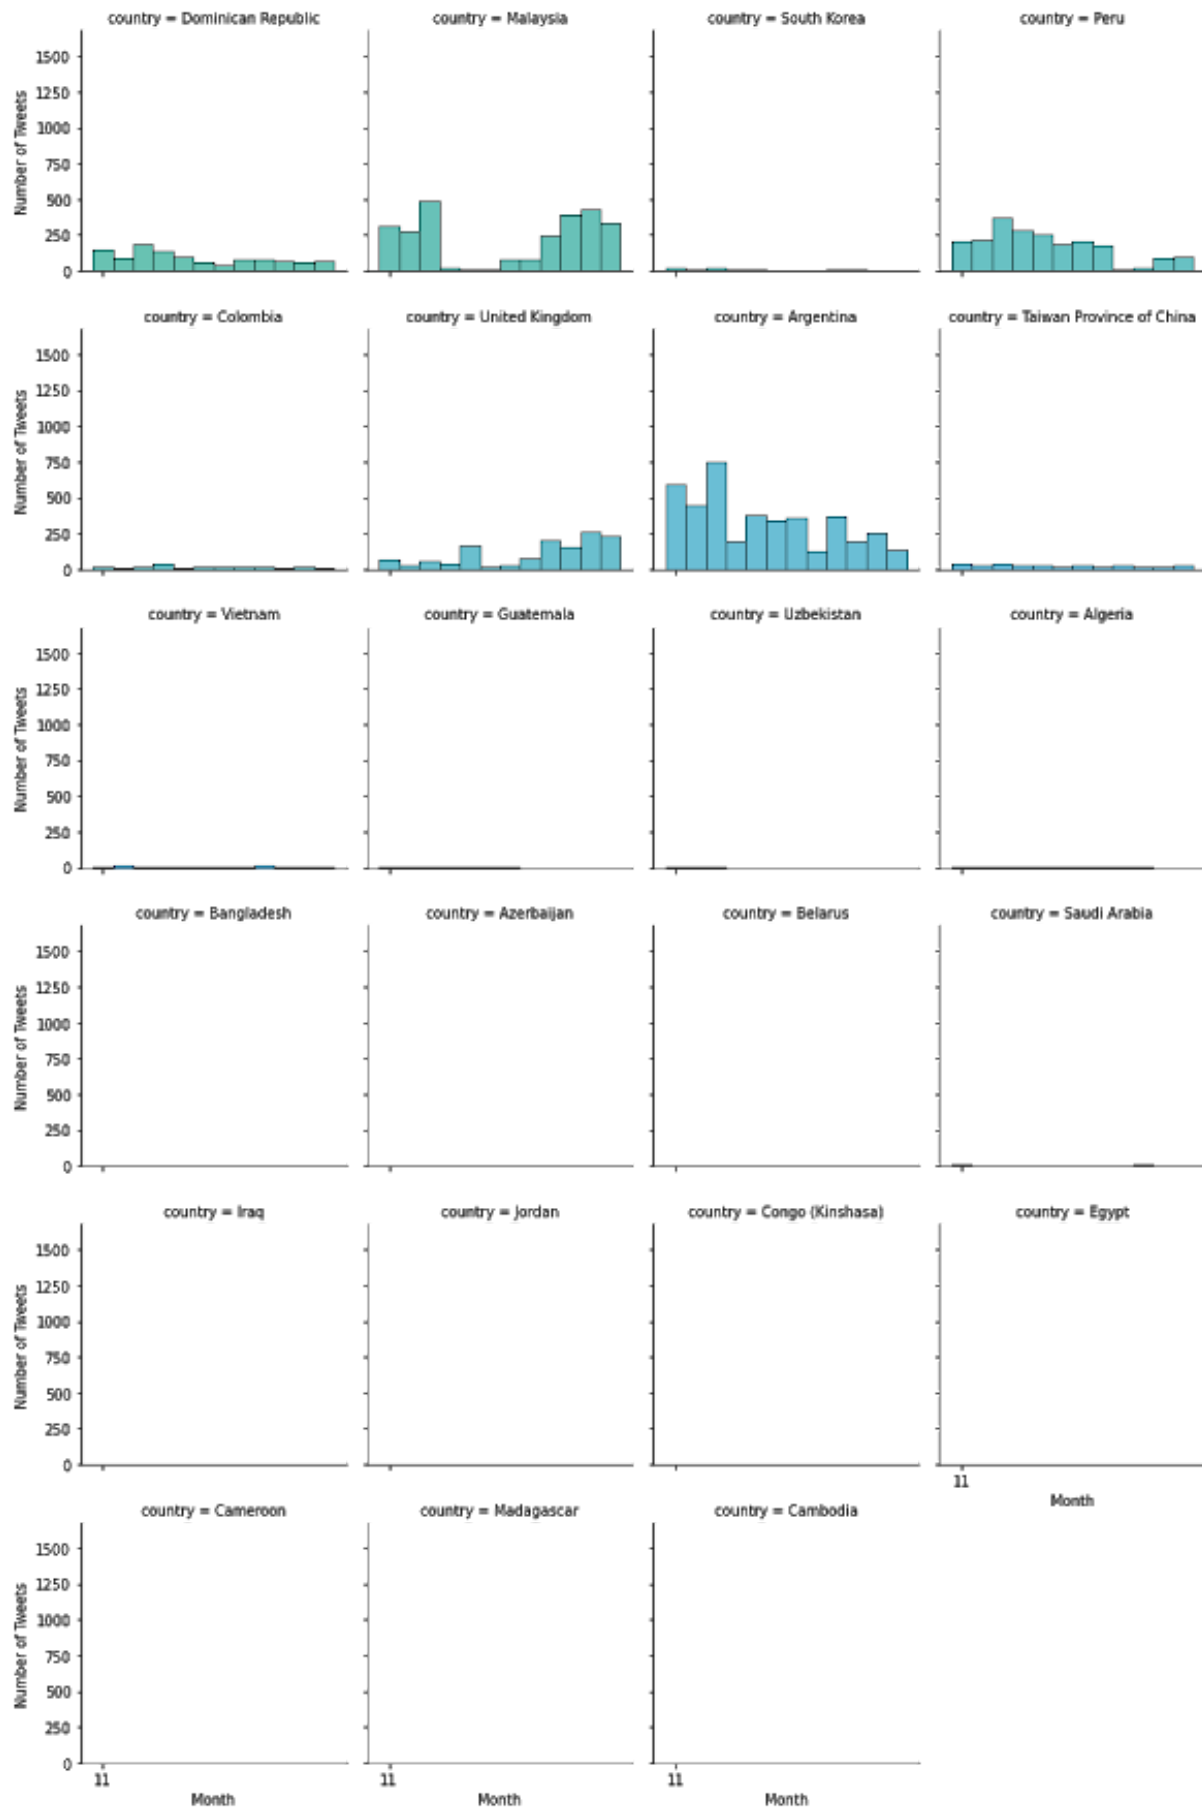 country = Dominican Republic country = Malaysia country = South Korea country = Peru
1500
1250
1000
750
500
250
0
Number of Tweets
country = Colombia country = United Kingdom country = Argentina country = Taiwan Province of China
1500
1250
1000
750
500
250
0
Number of Tweets
country = Vietnam country = Guatemala country = Uzbekistan country = Algeria
1500
1250
1000
750
500
250
0
Number of Tweets
country = Bangladesh country = Azerbaijan country = Belarus country = Saudi Arabia
1500
1250
1000
750
500
250
0
Number of Tweets
country = Iraq country = Jordan country = Congo (Kinshasa) country = Egypt
1500
1250
1000
750
500
250
0
Number of Tweets
11
Month
country = Cameroon country = Madagascar country = Cambodia
1500
1250
1000
750
500
250
0
Number of Tweets
11 11 11
Month Month Month